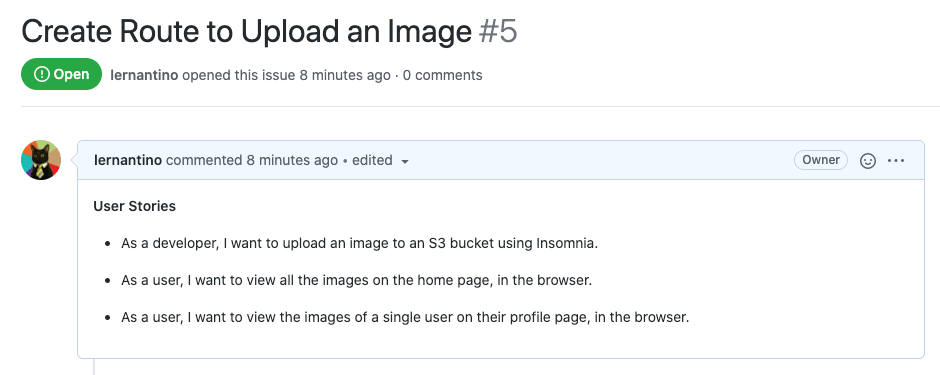 Create Route to Upload an Image #5
Open lernantino opened this issue 8 minutes ago · 0 comments
lernantino commented 8 minutes ago • edited Owner
User Stories
• As a developer, I want to upload an image to an S3 bucket using Insomnia.
• As a user, I want to view all the images on the home page, in the browser.
• As a user, I want to view the images of a single user on their profile page, in the browser.